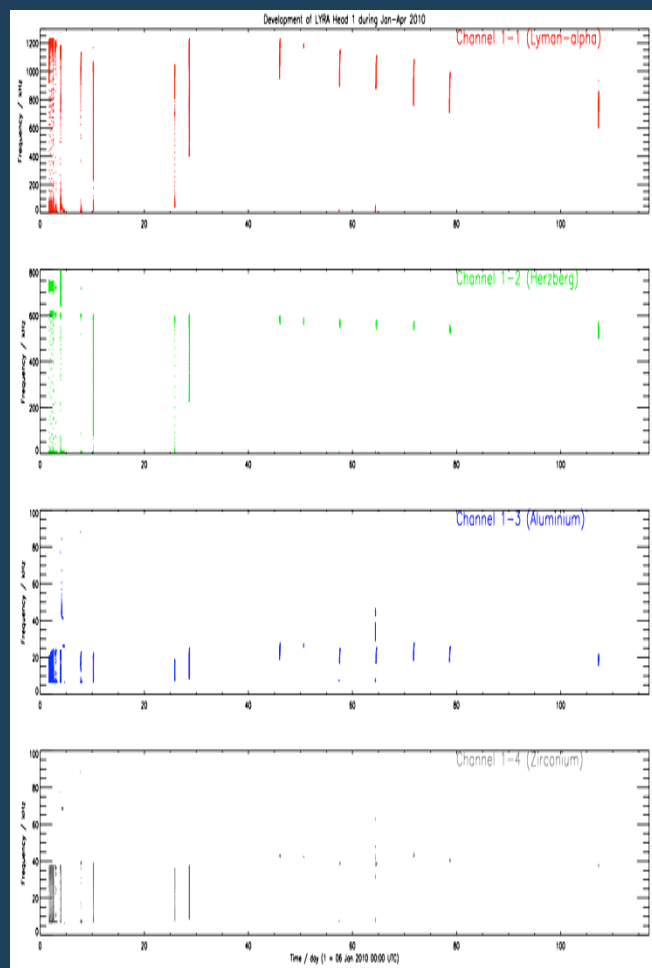 Development of LYRA Head 1 during Jan-Apr 2010
Channel 1-1 (Lyman-alpha)
Frequency / kHz
1200
1000
800
600
400
200
0
0 20 40 60 80 100
Channel 1-2 (Herzberg)
Frequency / kHz
800
600
400
200
0
0 20 40 60 80 100
Channel 1-3 (Aluminium)
Frequency / kHz
100
80
60
40
20
0
0 20 40 60 80 100
Channel 1-4 (Zirconium)
Frequency / kHz
100
80
60
40
20
0
0 20 40 60 80 100
Time / day (1 = 06 Jan 2010 00:00 UTC)